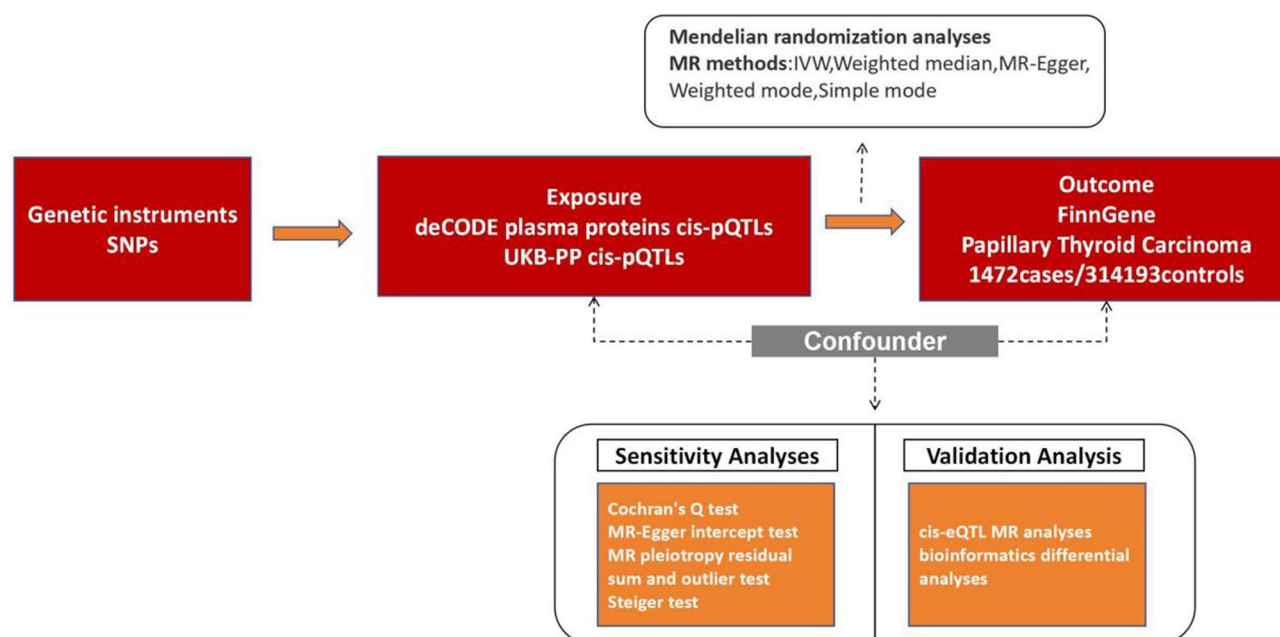 Mendelian randomization analyses
MR methods:IVW,Weighted median,MR-Egger,
Weighted mode,Simple mode
Genetic instruments
SNPs
Exposure
deCODE plasma proteins cis-pQTLs
UKB-PP cis-pQTLs
Outcome
FinnGene
Papillary Thyroid Carcinoma
1472cases/314193controls
Confounder
Sensitivity Analyses
Cochran's Q test
MR-Egger intercept test
MR pleiotropy residual
sum and outlier test
Steiger test
Validation Analysis
cis-eQTL MR analyses
bioinformatics differential
analyses